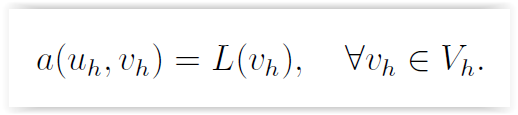 a(u_h, v_h) = L(v_h), ∀v_h ∈ V_h.